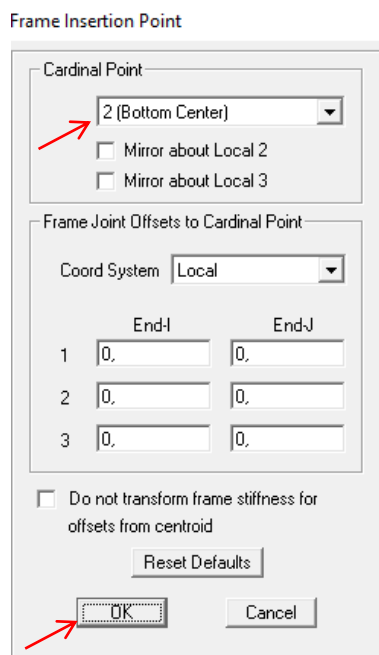 Frame Insertion Point
Cardinal Point
2 (Bottom Center)
Mirror about Local 2
Mirror about Local 3
Frame Joint Offsets to Cardinal Point
Coord System Local
End-I End-J
1 0, 0,
2 0, 0,
3 0, 0,
Do not transform frame stiffness for
offsets from centroid
Reset Defaults
OK Cancel